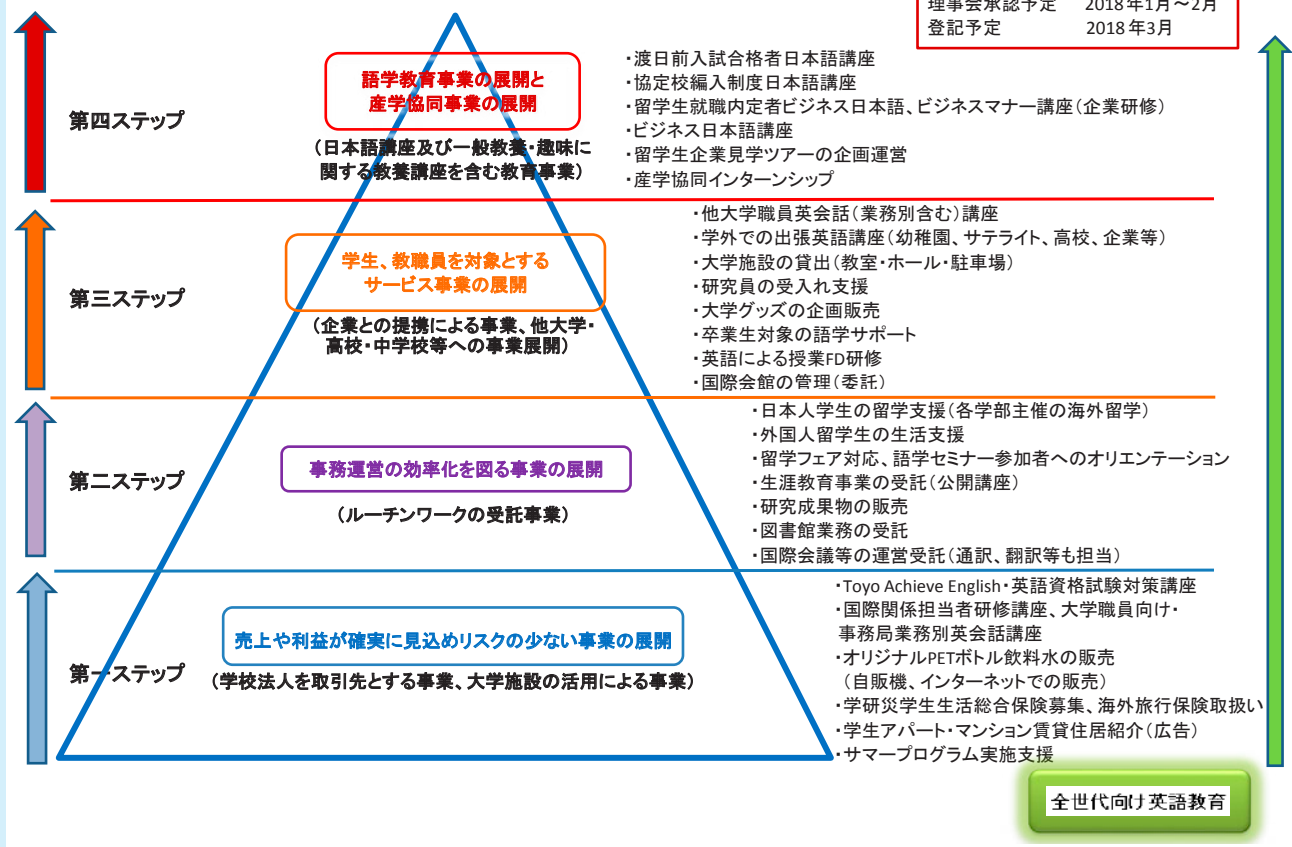 理事会承認予定 2018年1月～2月
登記予定 2018年3月
第四ステップ
語学教育事業の展開と
産学協同事業の展開
（日本語講座及び一般教養・趣味に
関する教養講座を含む教育事業）
・渡日前入試合格者日本語講座
・協定校編入制度日本語講座
・留学生就職内定者ビジネス日本語、ビジネスマナー講座（企業研修）
・ビジネス日本語講座
・留学生企業見学ツアーの企画運営
・産学協同インターンシップ
第三ステップ
学生、教職員を対象とする
サービス事業の展開
（企業との提携による事業、他大学・
高校・中学校等への事業展開）
・他大学職員英会話（業務別含む）講座
・学外での出張英語講座（幼稚園、サテライト、高校、企業等）
・大学施設の貸出（教室・ホール・駐車場）
・研究員の受入れ支援
・大学グッズの企画販売
・卒業生対象の語学サポート
・英語による授業FD研修
・国際会館の管理（委託）
第二ステップ
事務運営の効率化を図る事業の展開
（ルーチンワークの受託事業）
・日本人学生の留学支援（各学部主催の海外留学）
・外国人留学生の生活支援
・留学フェア対応、語学セミナー参加者へのオリエンテーション
・生涯教育事業の受託（公開講座）
・研究成果物の販売
・図書館業務の受託
・国際会議等の運営受託（通訳、翻訳等も担当）
第一ステップ
売上や利益が確実に見込めリスクの少ない事業の展開
（学校法人を取引先とする事業、大学施設の活用による事業）
・Toyo Achieve English・英語資格試験対策講座
・国際関係担当者研修講座、大学職員向け・
事務局業務別英会話講座
・オリジナルPETボトル飲料水の販売
（自販機、インターネットでの販売）
・学研災学生生活総合保険募集、海外旅行保険取扱い
・学生アパート・マンション賃貸住居紹介（広告）
・サマープログラム実施支援
全世代向け英語教育